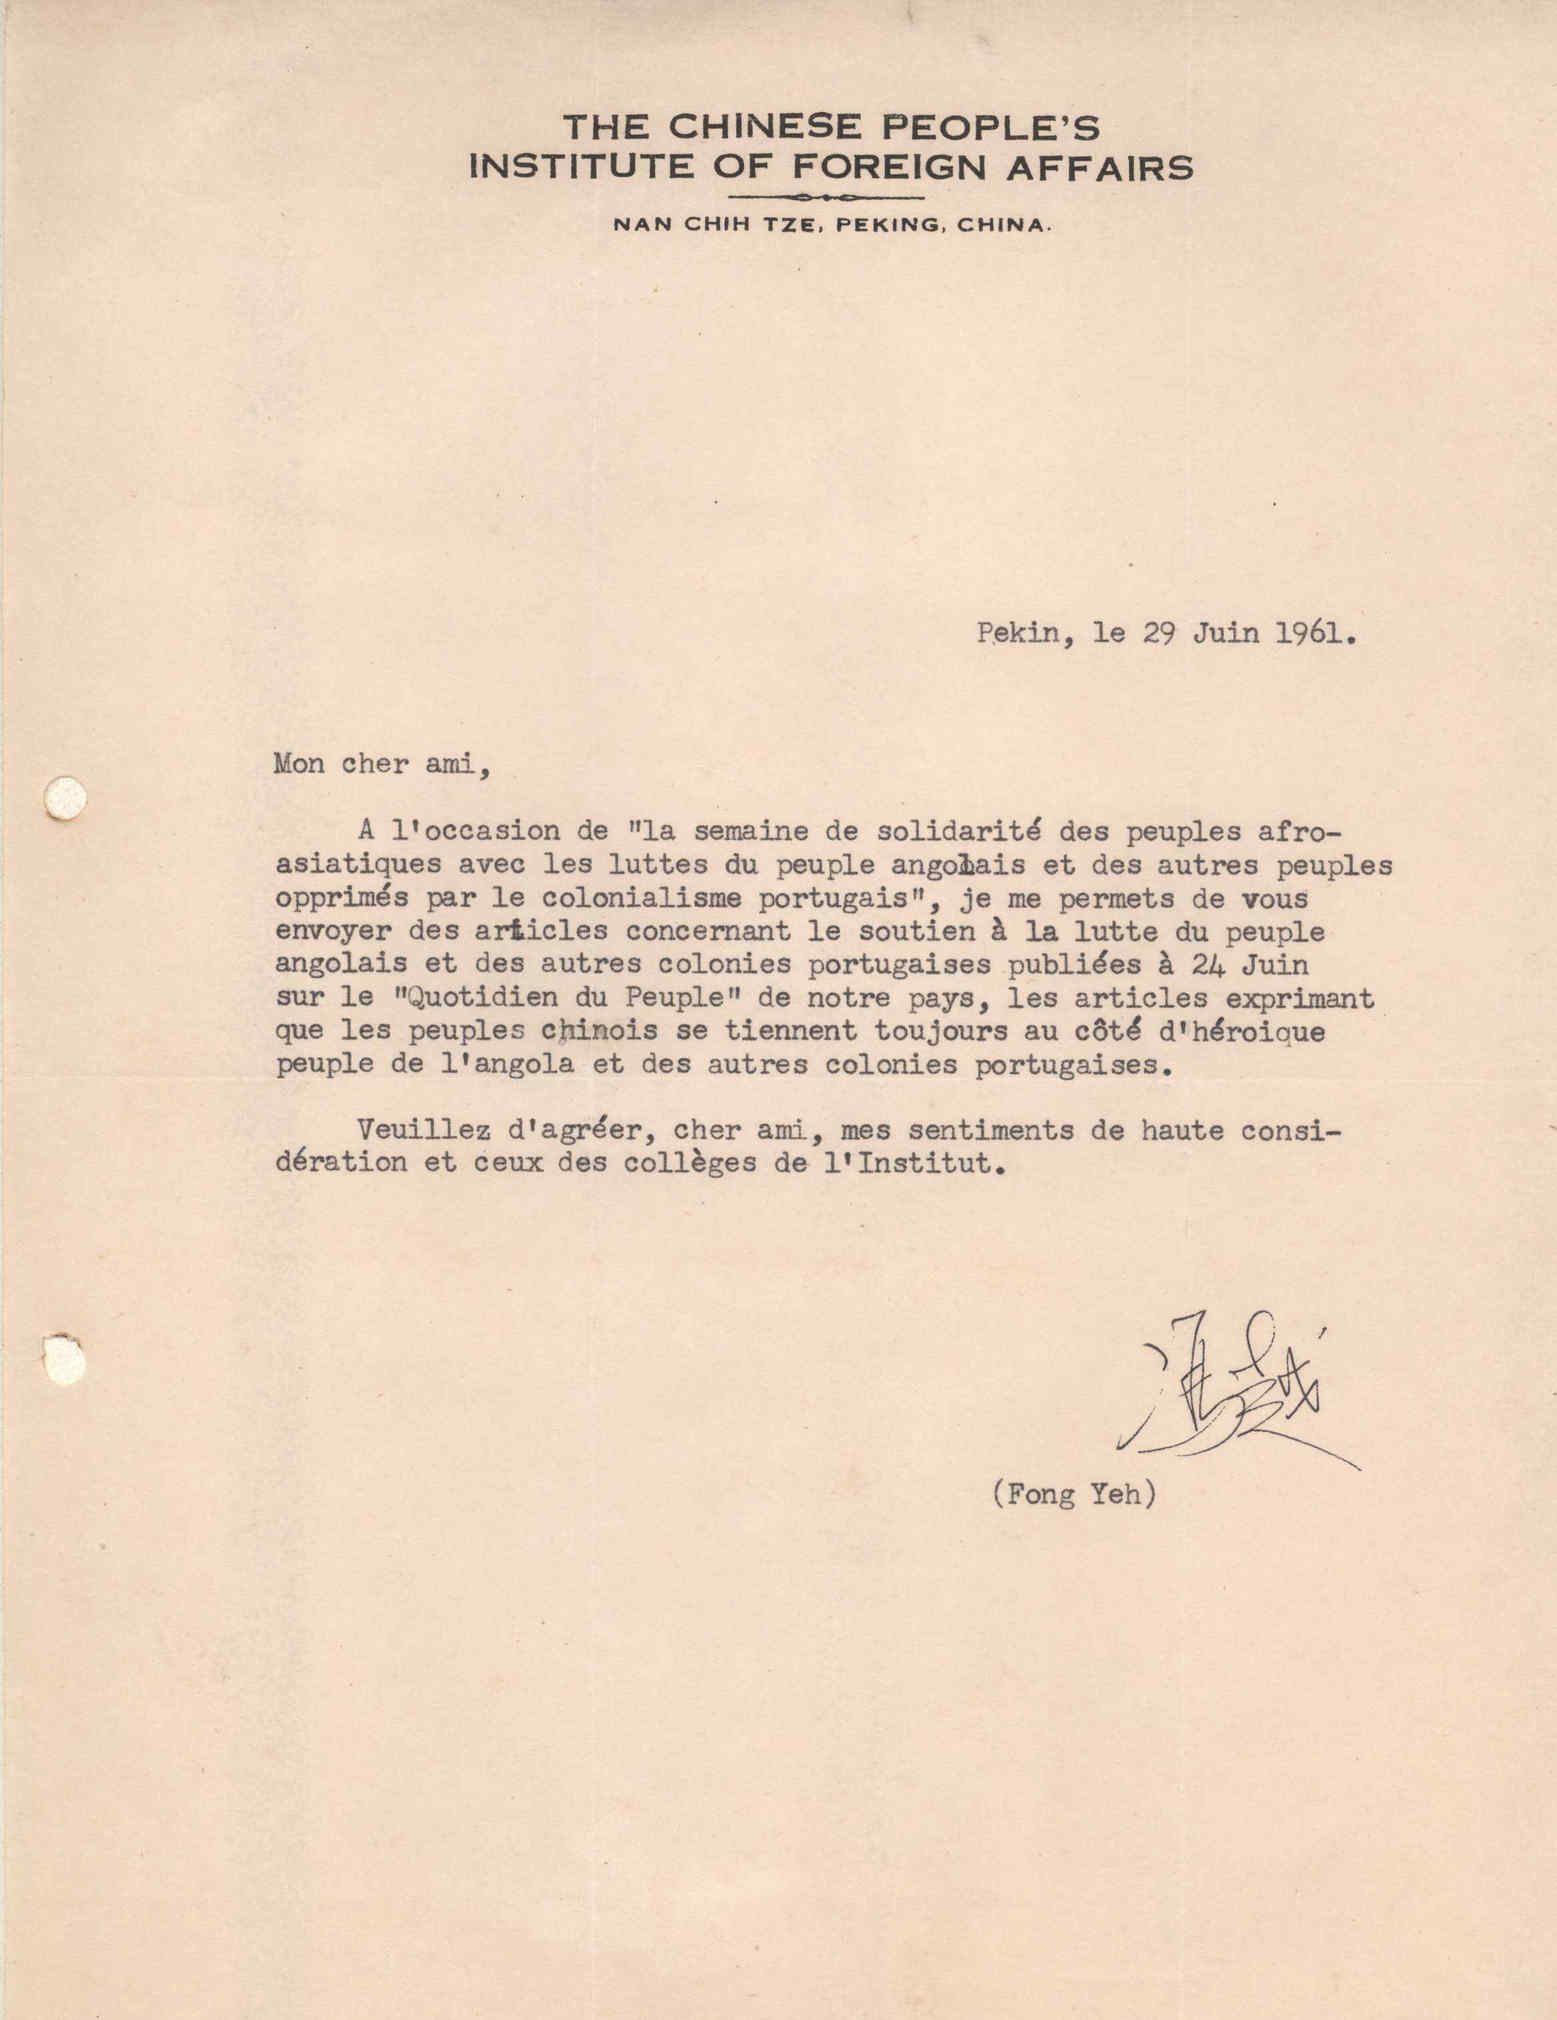 THE CHINESE PEOPLE'S
INSTITUTE OF FOREIGN AFFAIRS
NAN CHIH TZE, PEKING, CHINA.
Pekin, le 29 Juin 1961.
Mon cher ami,
A l'occasion de "la semaine de solidarité des peuples afro-
asiatiques avec les luttes du peuple angolais et des autres peuples
opprimés par le colonialisme portugais", je me permets de vous
envoyer des articles concernant le soutien à la lutte du peuple
angolais et des autres colonies portugaises publiées à 24 Juin
sur le "Quotidien du Peuple" de notre pays, les articles exprimant
que les peuples chinois se tiennent toujours au côté d'héroique
peuple de l'angola et des autres colonies portugaises.
Veuillez d'agréer, cher ami, mes sentiments de haute consi-
dération et ceux des collèges de l'Institut.
(Fong Yeh)